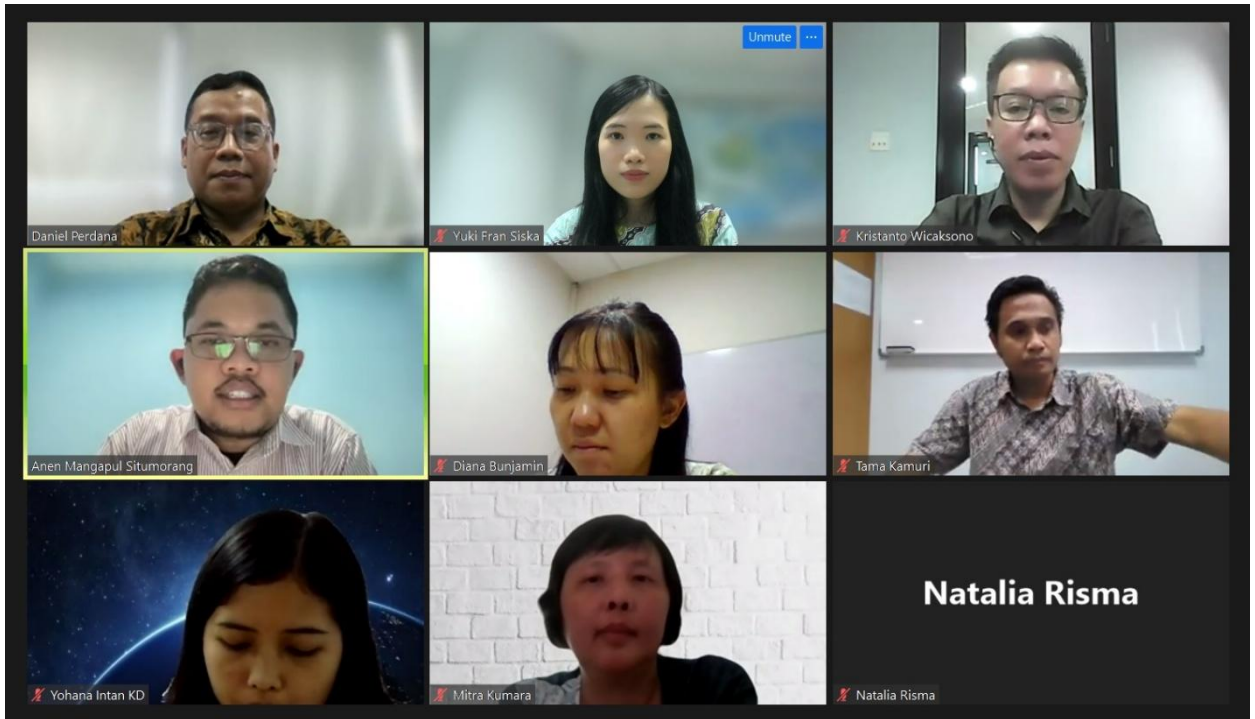 Unmute ...
Daniel Perdana
Yuki Fran Siska
Kristanto Wicaksono
Anen Mangapul Situmorang
Diana Bunjamin
Tama Kamuri
Natalia Risma
Yohana Intan KD
Mitra Kumara
Natalia Risma